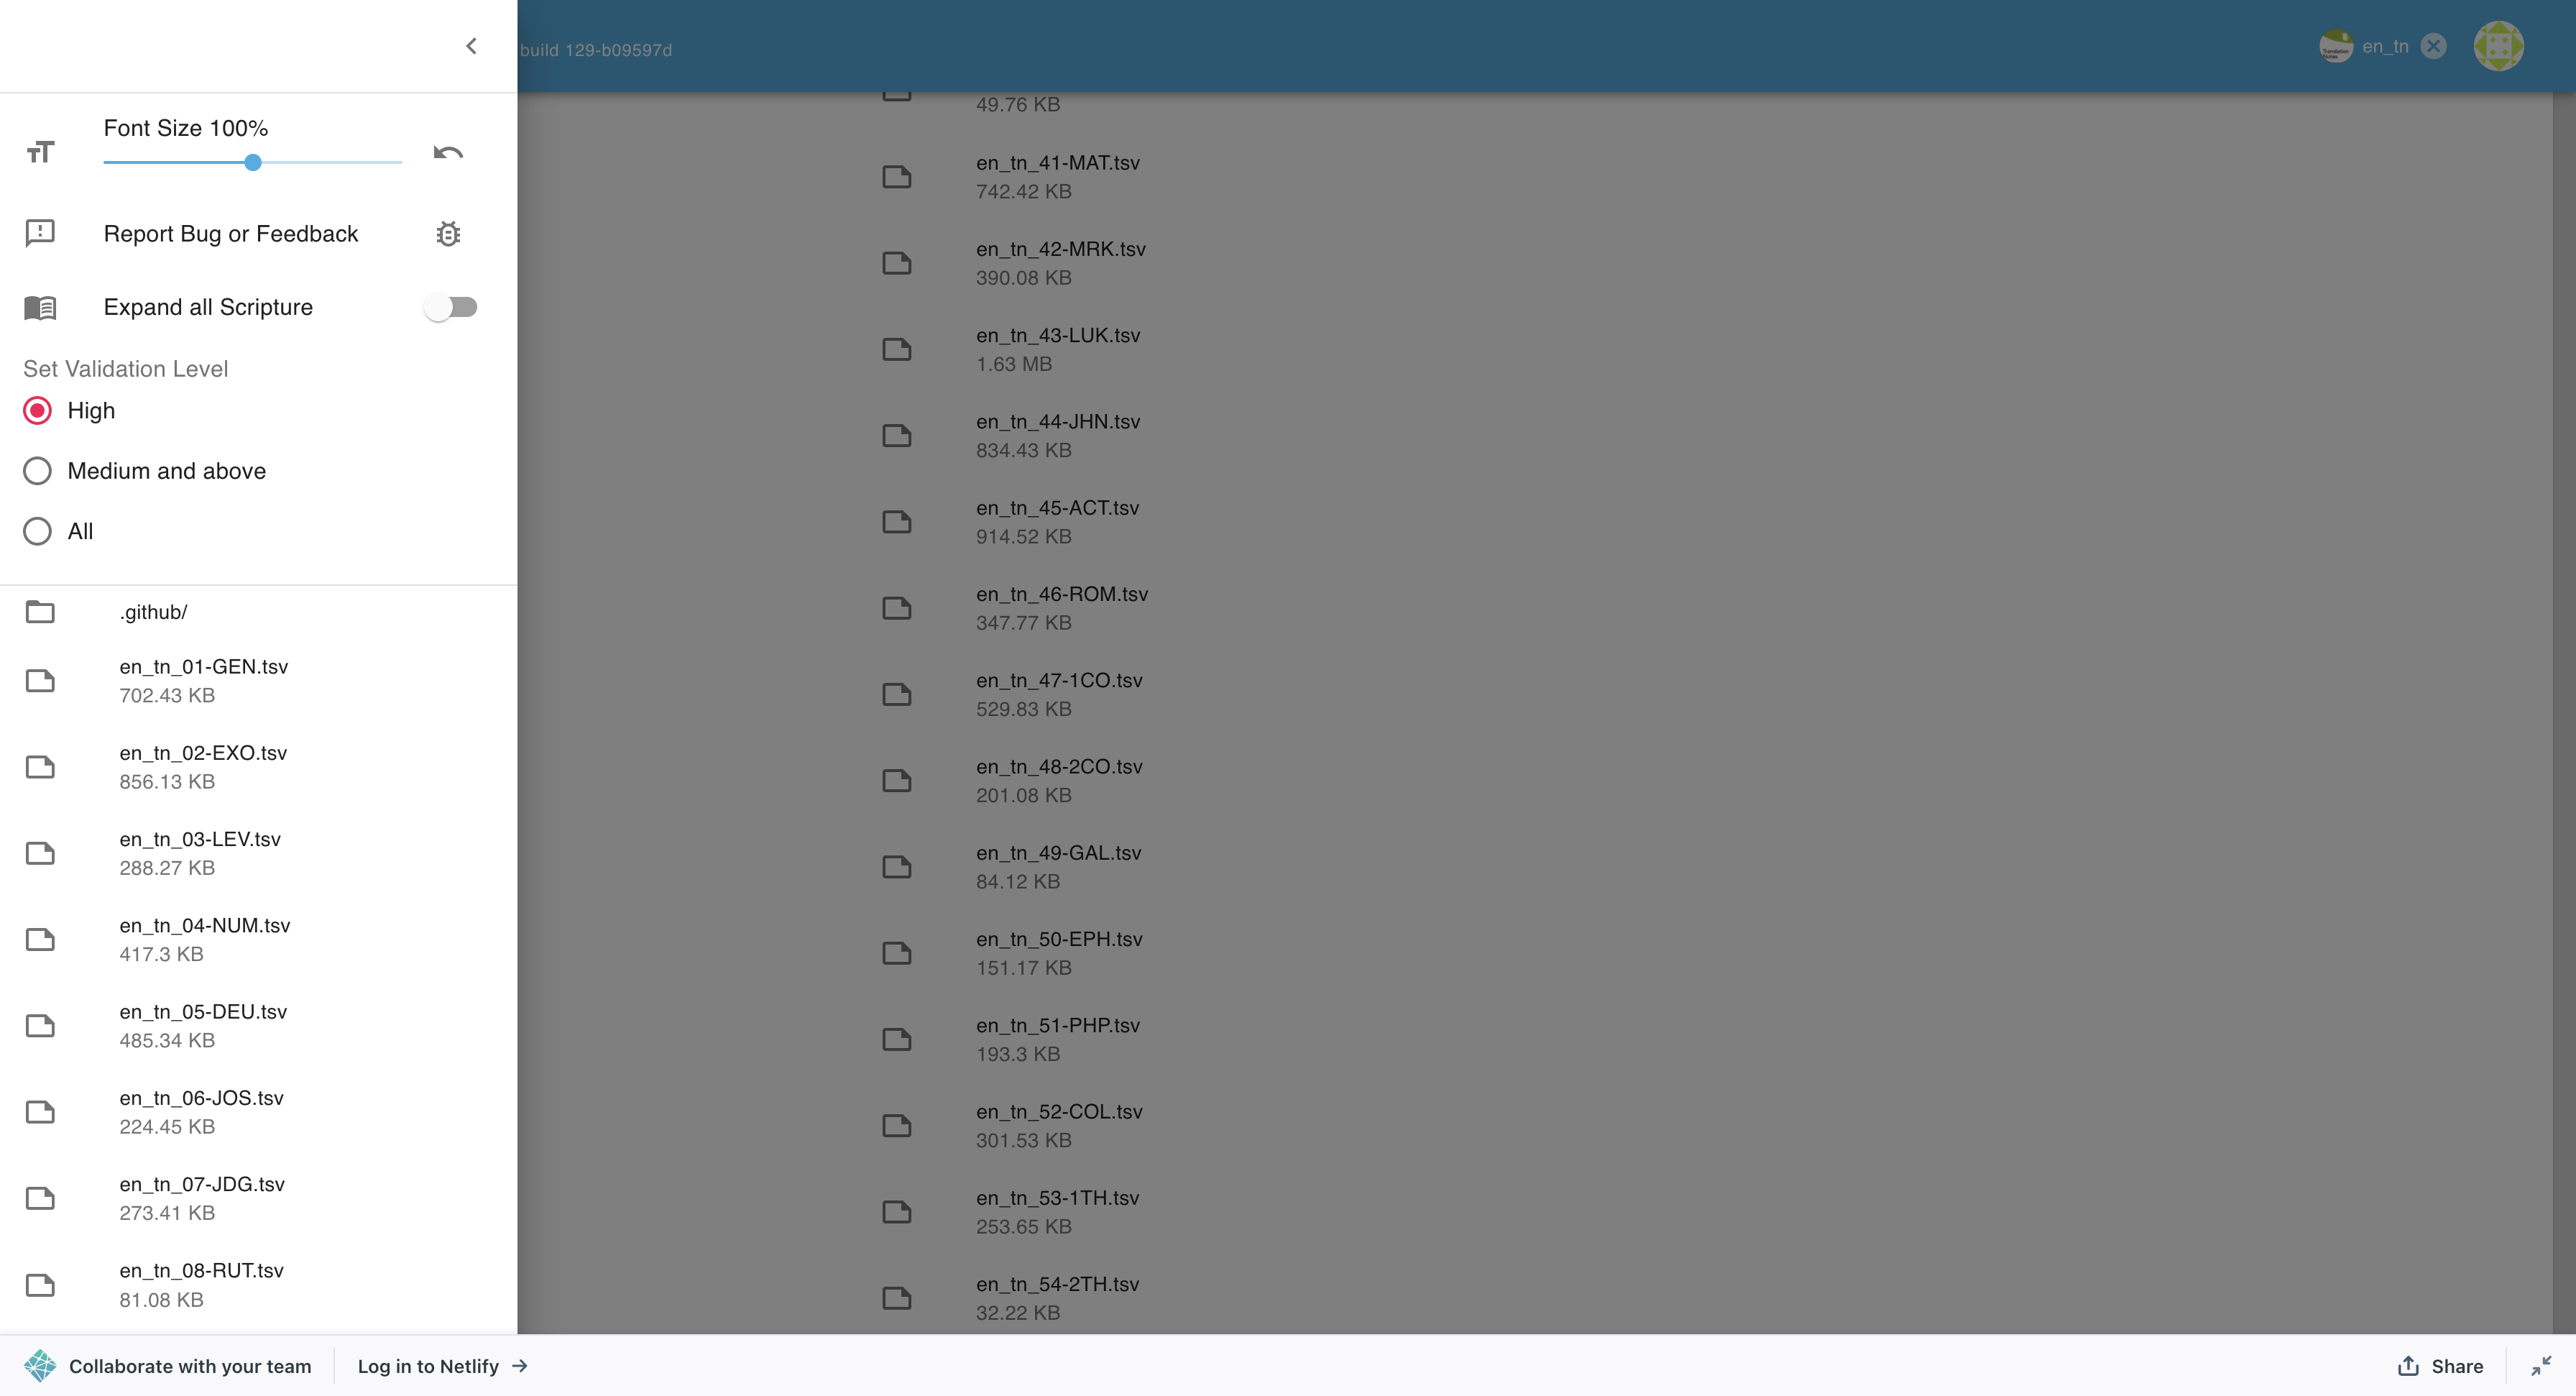 build 129-b09597d
en_tn
Font Size 100%
Report Bug or Feedback
Expand all Scripture
Set Validation Level
High
Medium and above
All
.github/
en_tn_01-GEN.tsv
702.43 KB
en_tn_02-EXO.tsv
856.13 KB
en_tn_03-LEV.tsv
288.27 KB
en_tn_04-NUM.tsv
417.3 KB
en_tn_05-DEU.tsv
485.34 KB
en_tn_06-JOS.tsv
224.45 KB
en_tn_07-JDG.tsv
273.41 KB
en_tn_08-RUT.tsv
81.08 KB
49.76 KB
en_tn_41-MAT.tsv
742.42 KB
en_tn_42-MRK.tsv
390.08 KB
en_tn_43-LUK.tsv
1.63 MB
en_tn_44-JHN.tsv
834.43 KB
en_tn_45-ACT.tsv
914.52 KB
en_tn_46-ROM.tsv
347.77 KB
en_tn_47-1CO.tsv
529.83 KB
en_tn_48-2CO.tsv
201.08 KB
en_tn_49-GAL.tsv
84.12 KB
en_tn_50-EPH.tsv
151.17 KB
en_tn_51-PHP.tsv
193.3 KB
en_tn_52-COL.tsv
301.53 KB
en_tn_53-1TH.tsv
253.65 KB
en_tn_54-2TH.tsv
32.22 KB
Collaborate with your team
Log in to Netlify →
Share